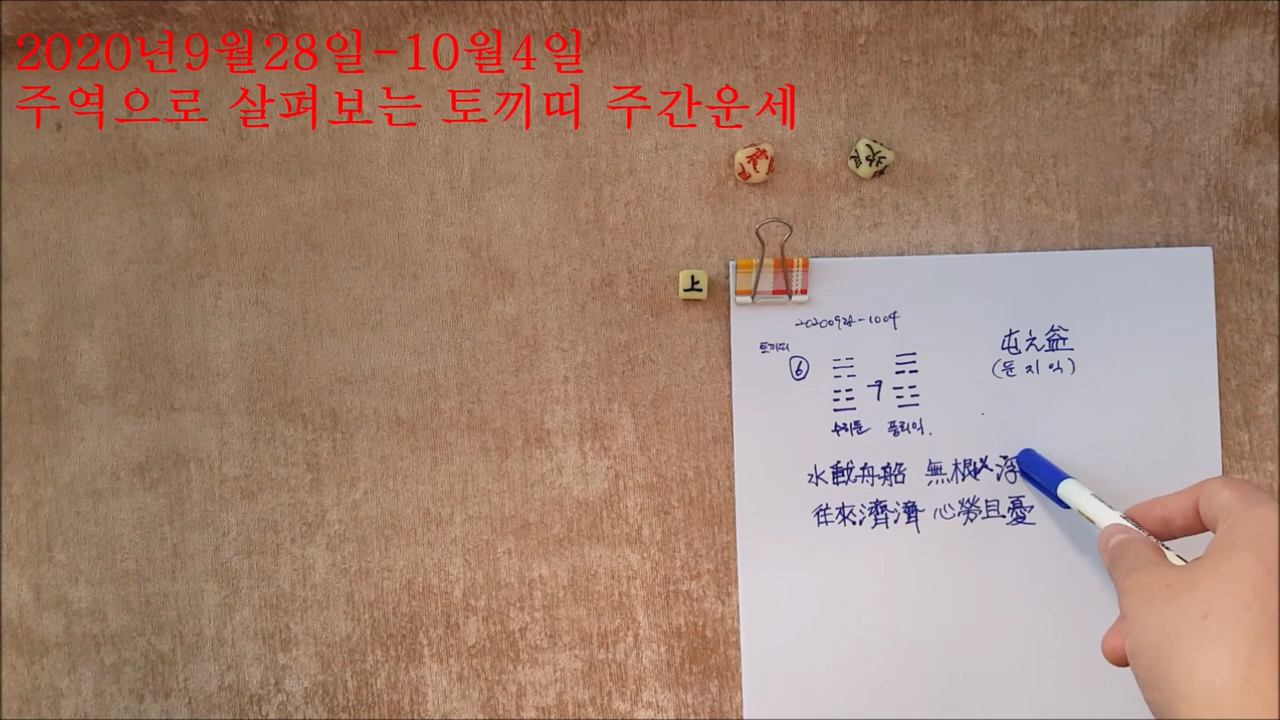 2020년9월28일-10월4일
주역으로 살펴보는 토끼띠 주간운세
上
20200928-1004
토끼띠
6
屯之益
(둔지익)
수뢰둔 풍뢰익.
水載舟船 無根以浮
往來濟濟 心勞且憂